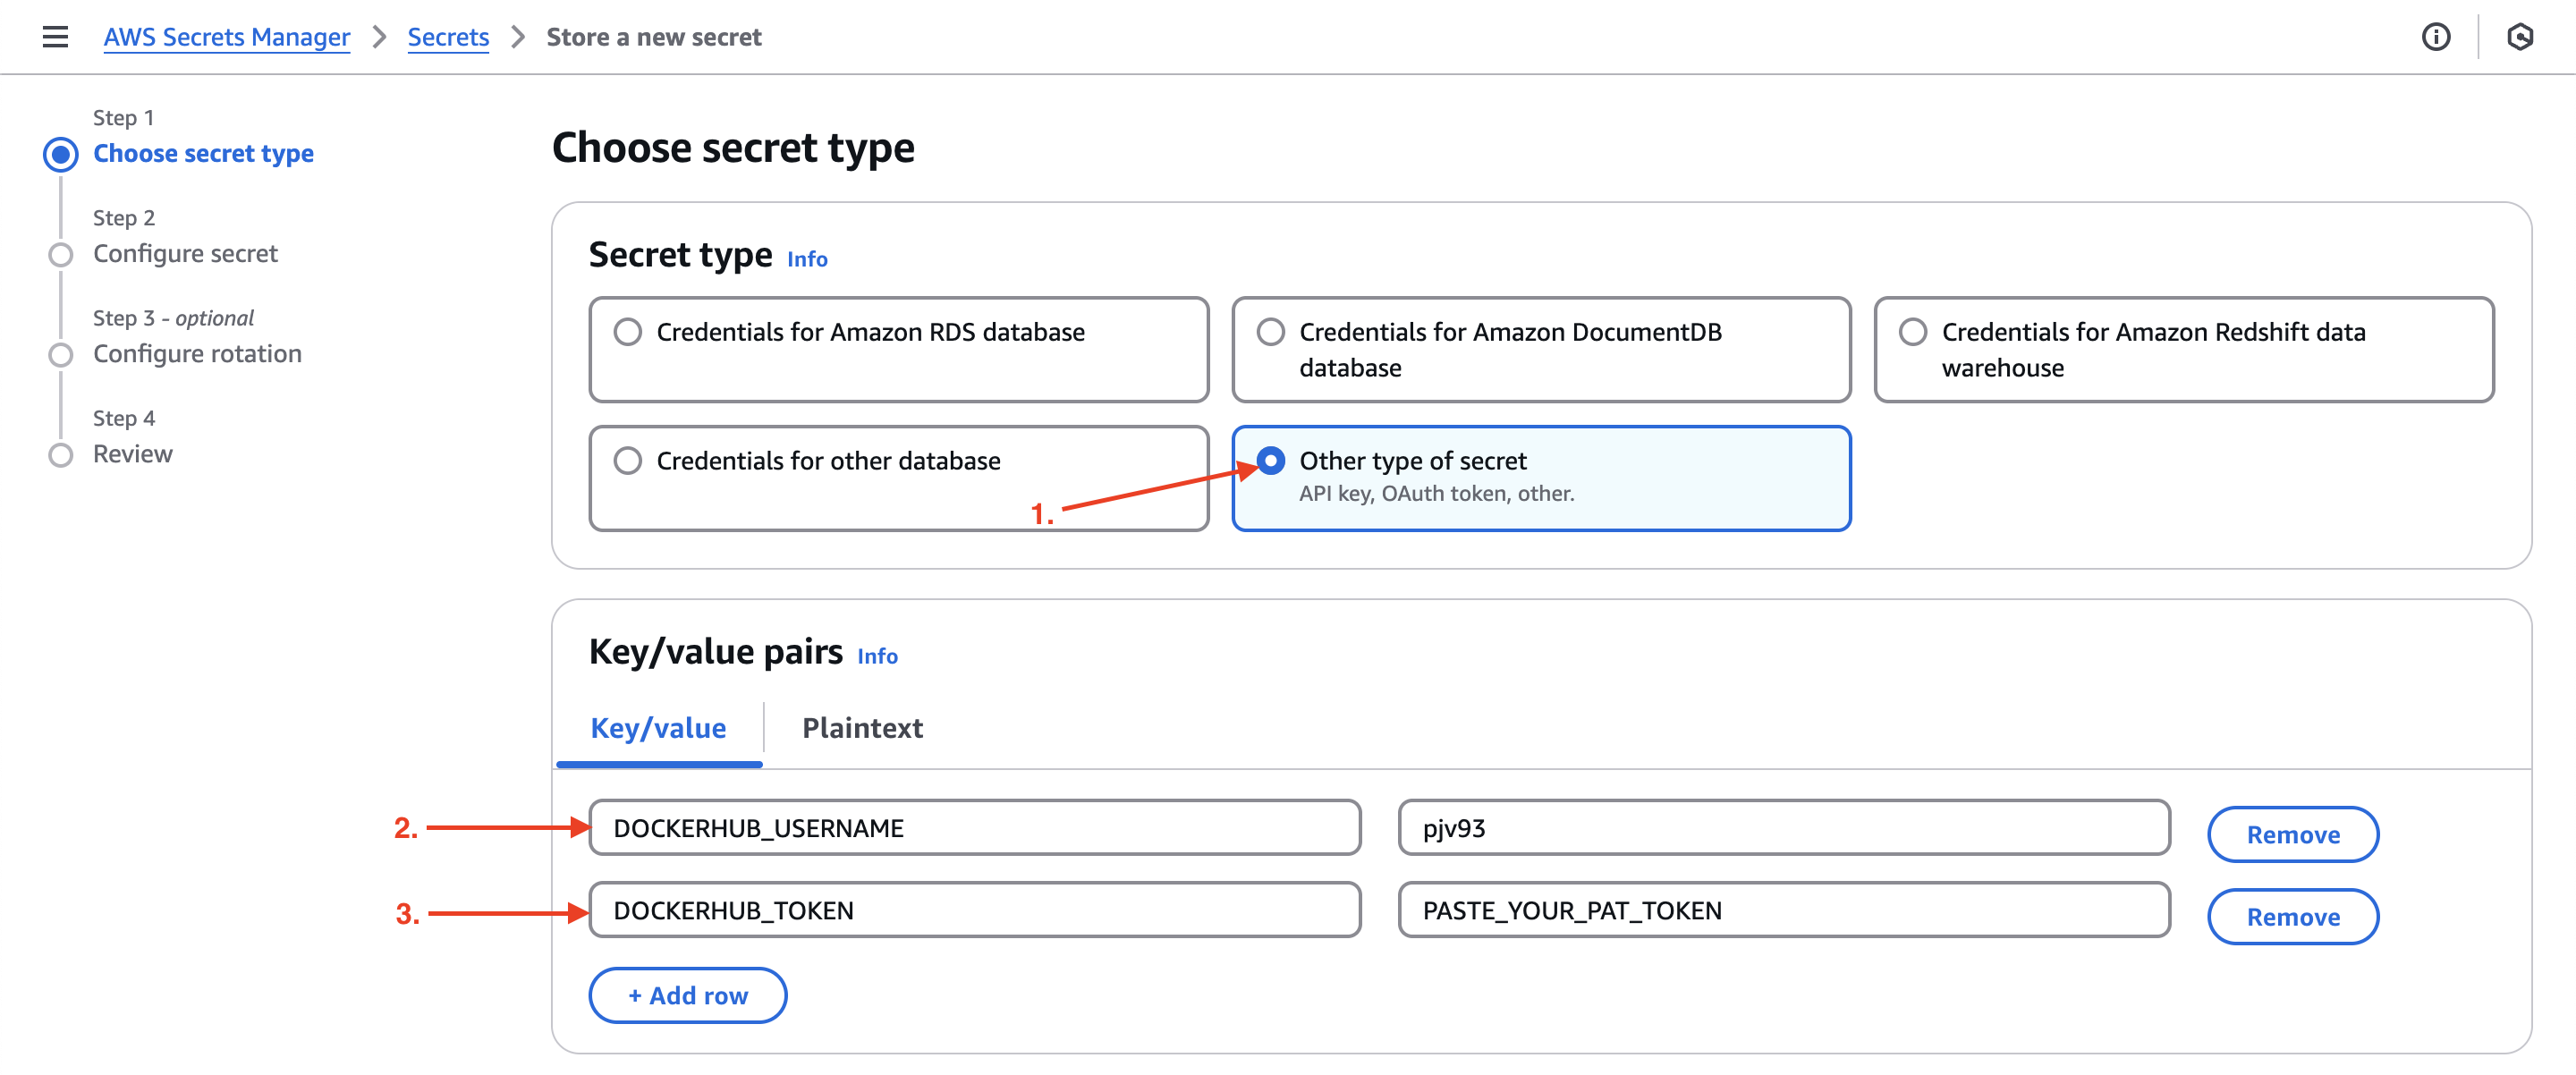 AWS Secrets Manager > Secrets > Store a new secret
Step 1
Choose secret type
Step 2
Configure secret
Step 3 - optional
Configure rotation
Step 4
Review
Choose secret type
Secret type Info
Credentials for Amazon RDS database
Credentials for Amazon DocumentDB
database
Credentials for Amazon Redshift data
warehouse
Credentials for other database
Other type of secret
API key, OAuth token, other.
1.
Key/value pairs Info
Key/value Plaintext
2. DOCKERHUB_USERNAME pjv93 Remove
3. DOCKERHUB_TOKEN PASTE_YOUR_PAT_TOKEN Remove
+ Add row